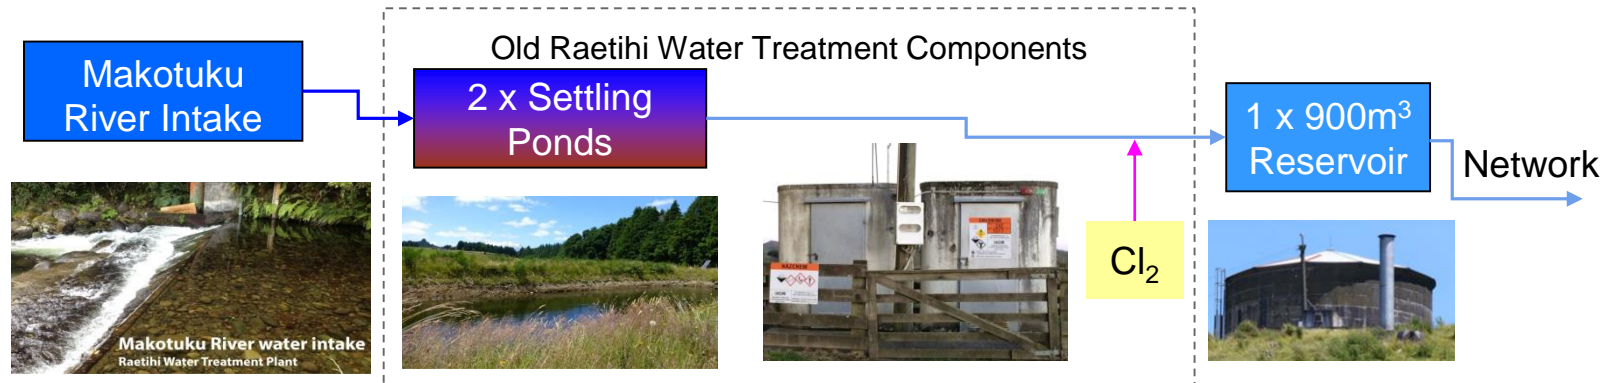 Old Raetihi Water Treatment Components
Makotuku
River Intake
2 x Settling
Ponds
Cl₂
1 x 900m³
Reservoir
Network
Makotuku River water intake
Raetihi Water Treatment Plant
HAZCHEM